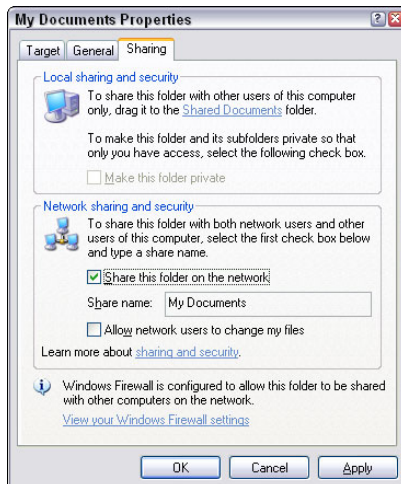 My Documents Properties
Target General Sharing
Local sharing and security
To share this folder with other users of this computer
only, drag it to the Shared Documents folder.
To make this folder and its subfolders private so that
only you have access, select the following check box.
Make this folder private
Network sharing and security
To share this folder with both network users and other
users of this computer, select the first check box below
and type a share name.
Share this folder on the network
Share name: My Documents
Allow network users to change my files
Learn more about sharing and security.
Windows Firewall is configured to allow this folder to be shared
with other computers on the network.
View your Windows Firewall settings
OK Cancel Apply